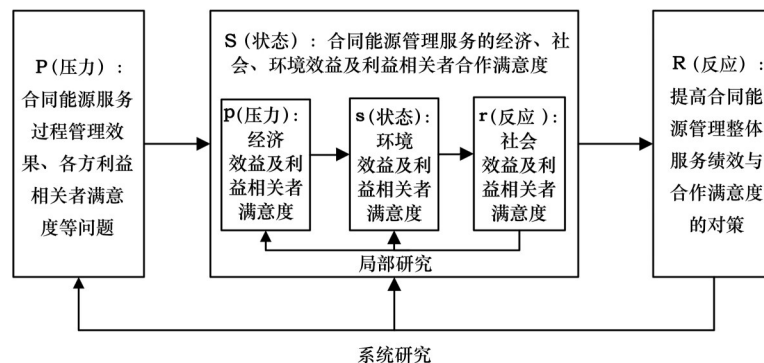 P(压力)：
合同能源服务
过程管理效
果、各方利益
相关者满意
度等问题
S(状态)：合同能源管理服务的经济、社
会、环境效益及利益相关者合作满意度
p(压力)：
经济
效益及利
益相关者
满意度
s(状态)：
环境
效益及利
益相关者
满意度
r(反应)：
社会
效益及利
益相关者
满意度
局部研究
R(反应)：
提高合同能
源管理整体
服务绩效与
合作满意度
的对策
系统研究